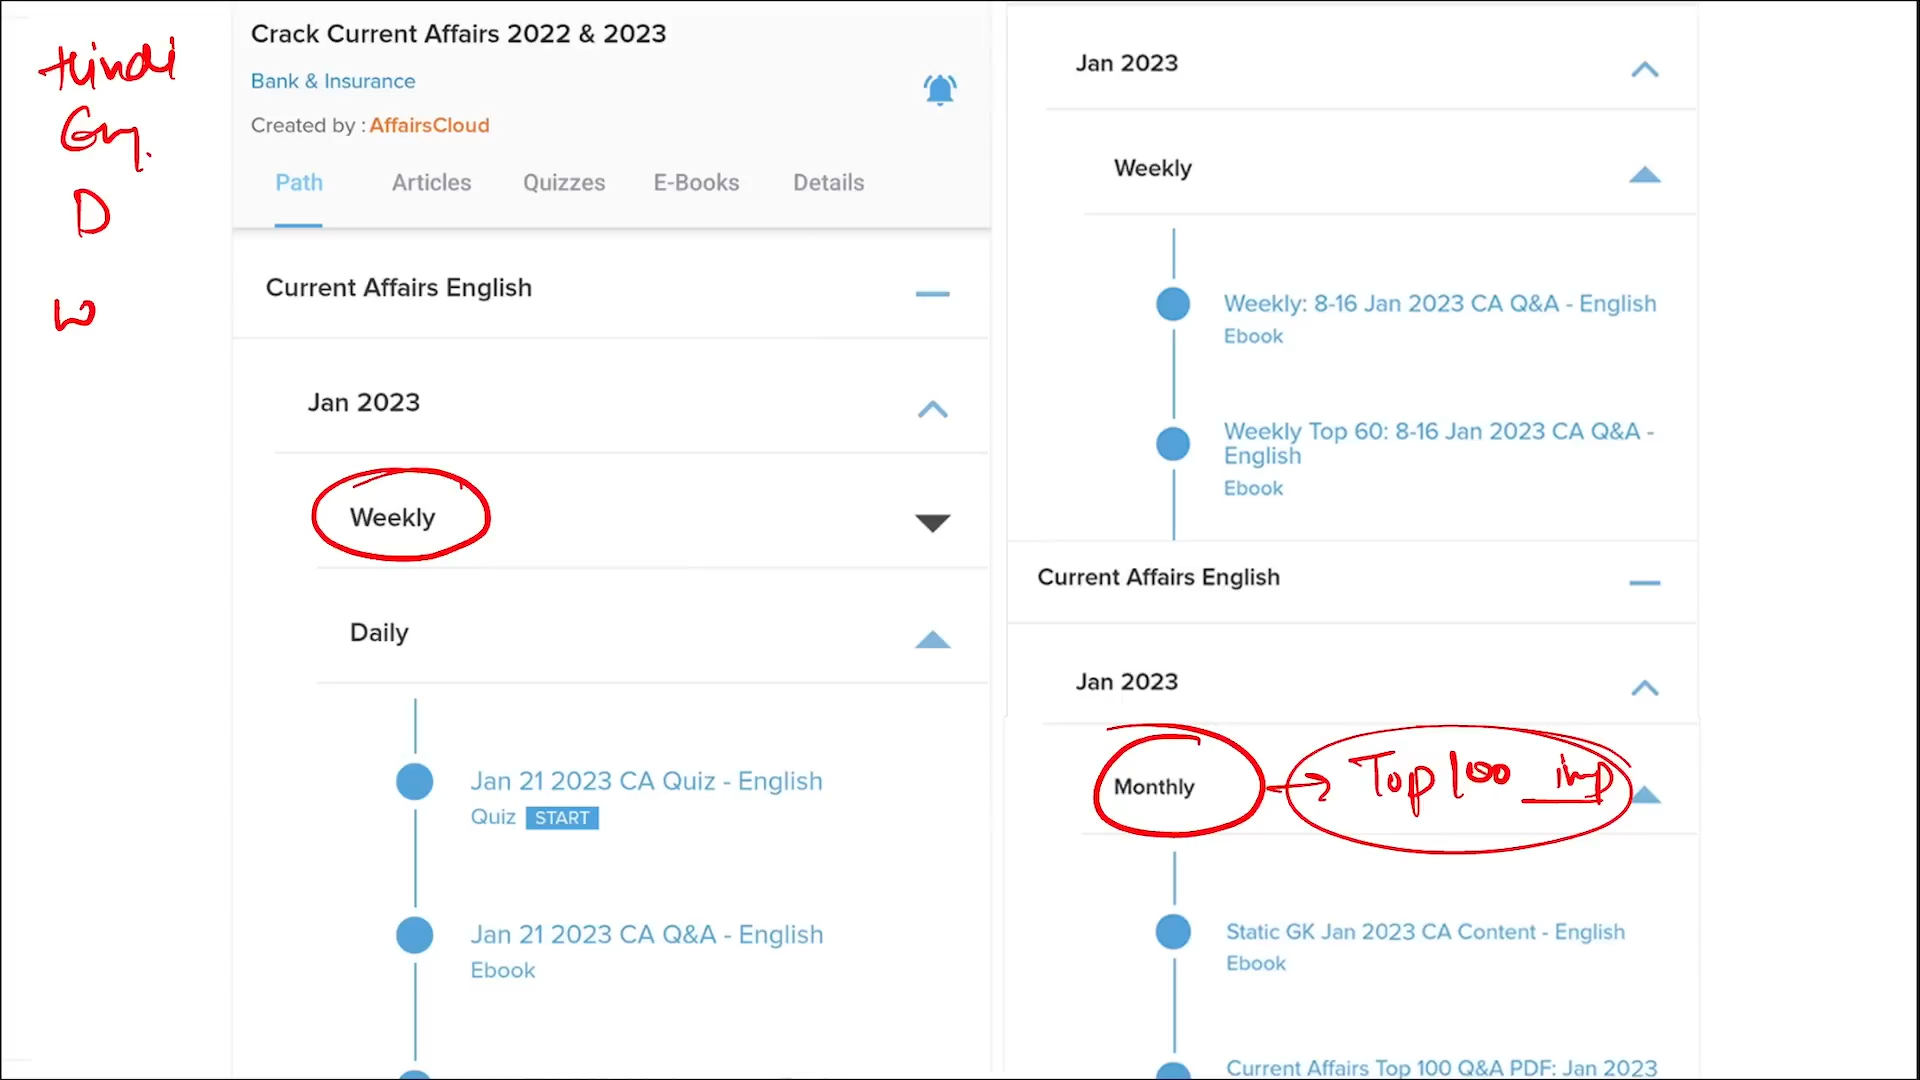 Hindi
Eng.
D
W
Crack Current Affairs 2022 & 2023
Bank & Insurance
Created by : AffairsCloud
Path Articles Quizzes E-Books Details
Current Affairs English
Jan 2023
Weekly
Daily
Jan 21 2023 CA Quiz - English
Quiz START
Jan 21 2023 CA Q&A - English
Ebook
Jan 2023
Weekly
Weekly: 8-16 Jan 2023 CA Q&A - English
Ebook
Weekly Top 60: 8-16 Jan 2023 CA Q&A -
English
Ebook
Current Affairs English
Jan 2023
Monthly → Top 100 imp
Static GK Jan 2023 CA Content - English
Ebook
Current Affairs Top 100 Q&A PDF: Jan 2023